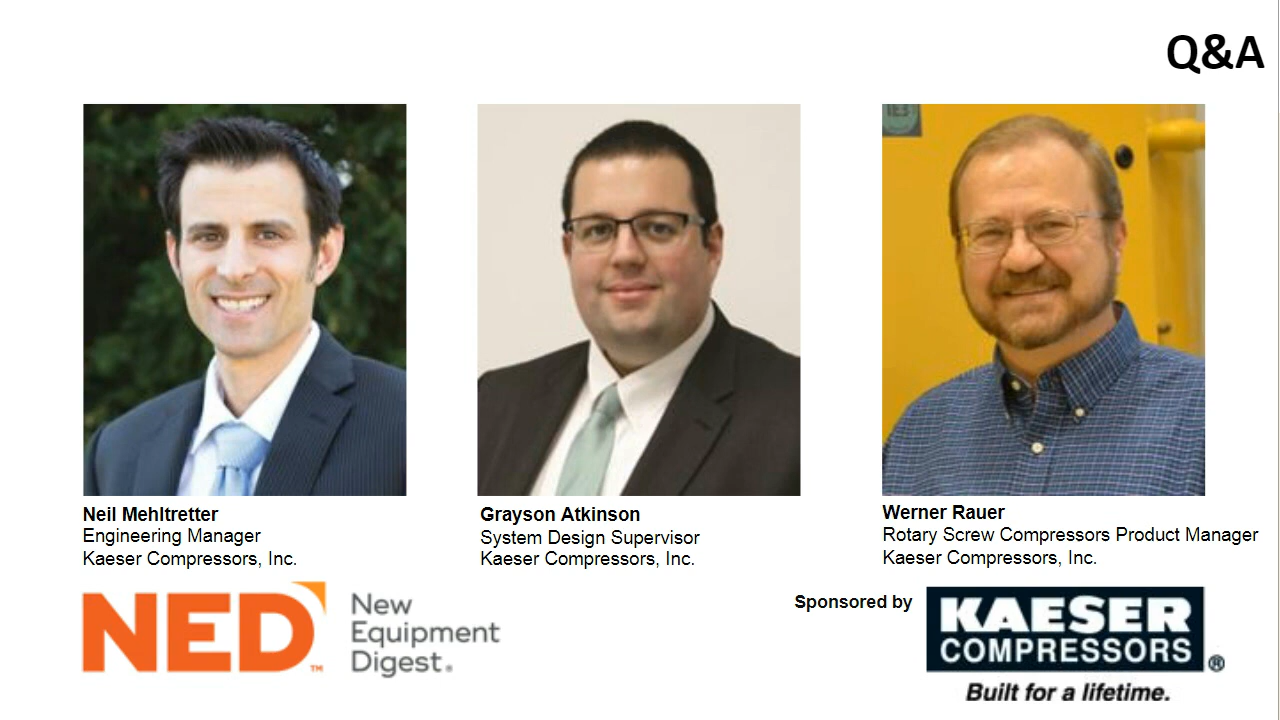 Q&A
Neil Mehltretter
Engineering Manager
Kaeser Compressors, Inc.
Grayson Atkinson
System Design Supervisor
Kaeser Compressors, Inc.
Werner Rauer
Rotary Screw Compressors Product Manager
Kaeser Compressors, Inc.
NED™
New
Equipment
Digest®
Sponsored by
KAESER
COMPRESSORS®
Built for a lifetime.